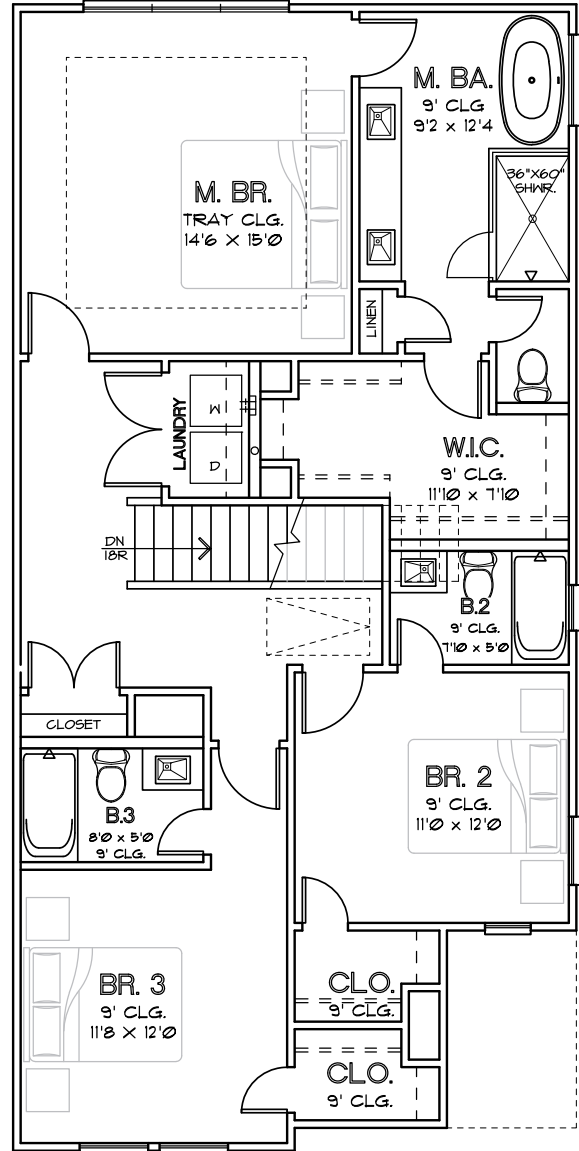 M. BA.
9' CLG
9'2 x 12'4
36"X60"
SHWR.
M. BR.
TRAY CLG.
14'6 X 15'0
LINEN
LAUNDRY
W
D
W.I.C.
9' CLG.
11'10 x 7'10
DN
18R
B.2
9' CLG.
7'10 x 5'0
CLOSET
B.3
8'0 x 5'0
9' CLG.
BR. 2
9' CLG.
11'0 X 12'0
BR. 3
9' CLG.
11'8 X 12'0
CLO.
9' CLG.
CLO.
9' CLG.